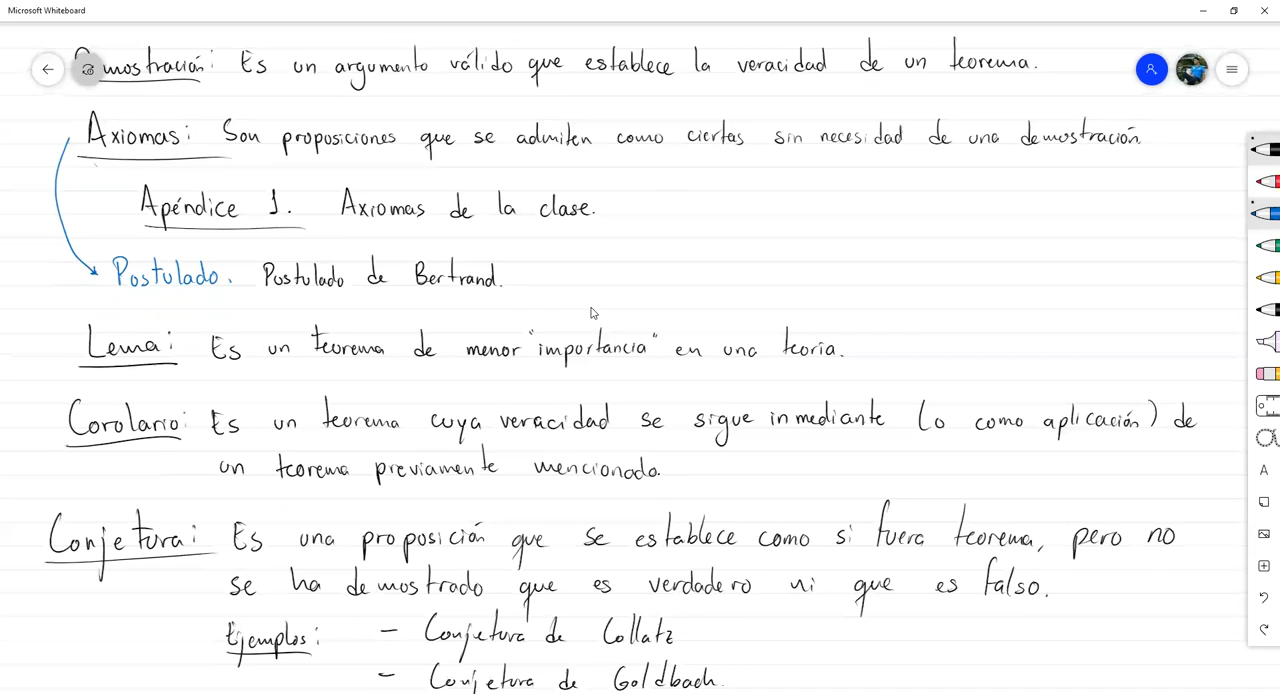 Microsoft Whiteboard
mostración: Es un argumento válido que establece la veracidad de un teorema.
Axiomas: Son proposiciones que se admiten como ciertas sin necesidad de una demostración.
Apéndice 1. Axiomas de la clase.
Postulado. Postulado de Bertrand.
Lema: Es un teorema de menor "importancia" en una teoría.
Corolario: Es un teorema cuya veracidad se sigue inmediante (o como aplicación) de
un teorema previamente mencionado.
Conjetura: Es una proposición que se establece como si fuera teorema, pero no
se ha demostrado que es verdadero ni que es falso.
Ejemplos: - Conjetura de Collatz
- Conjetura de Goldbach.